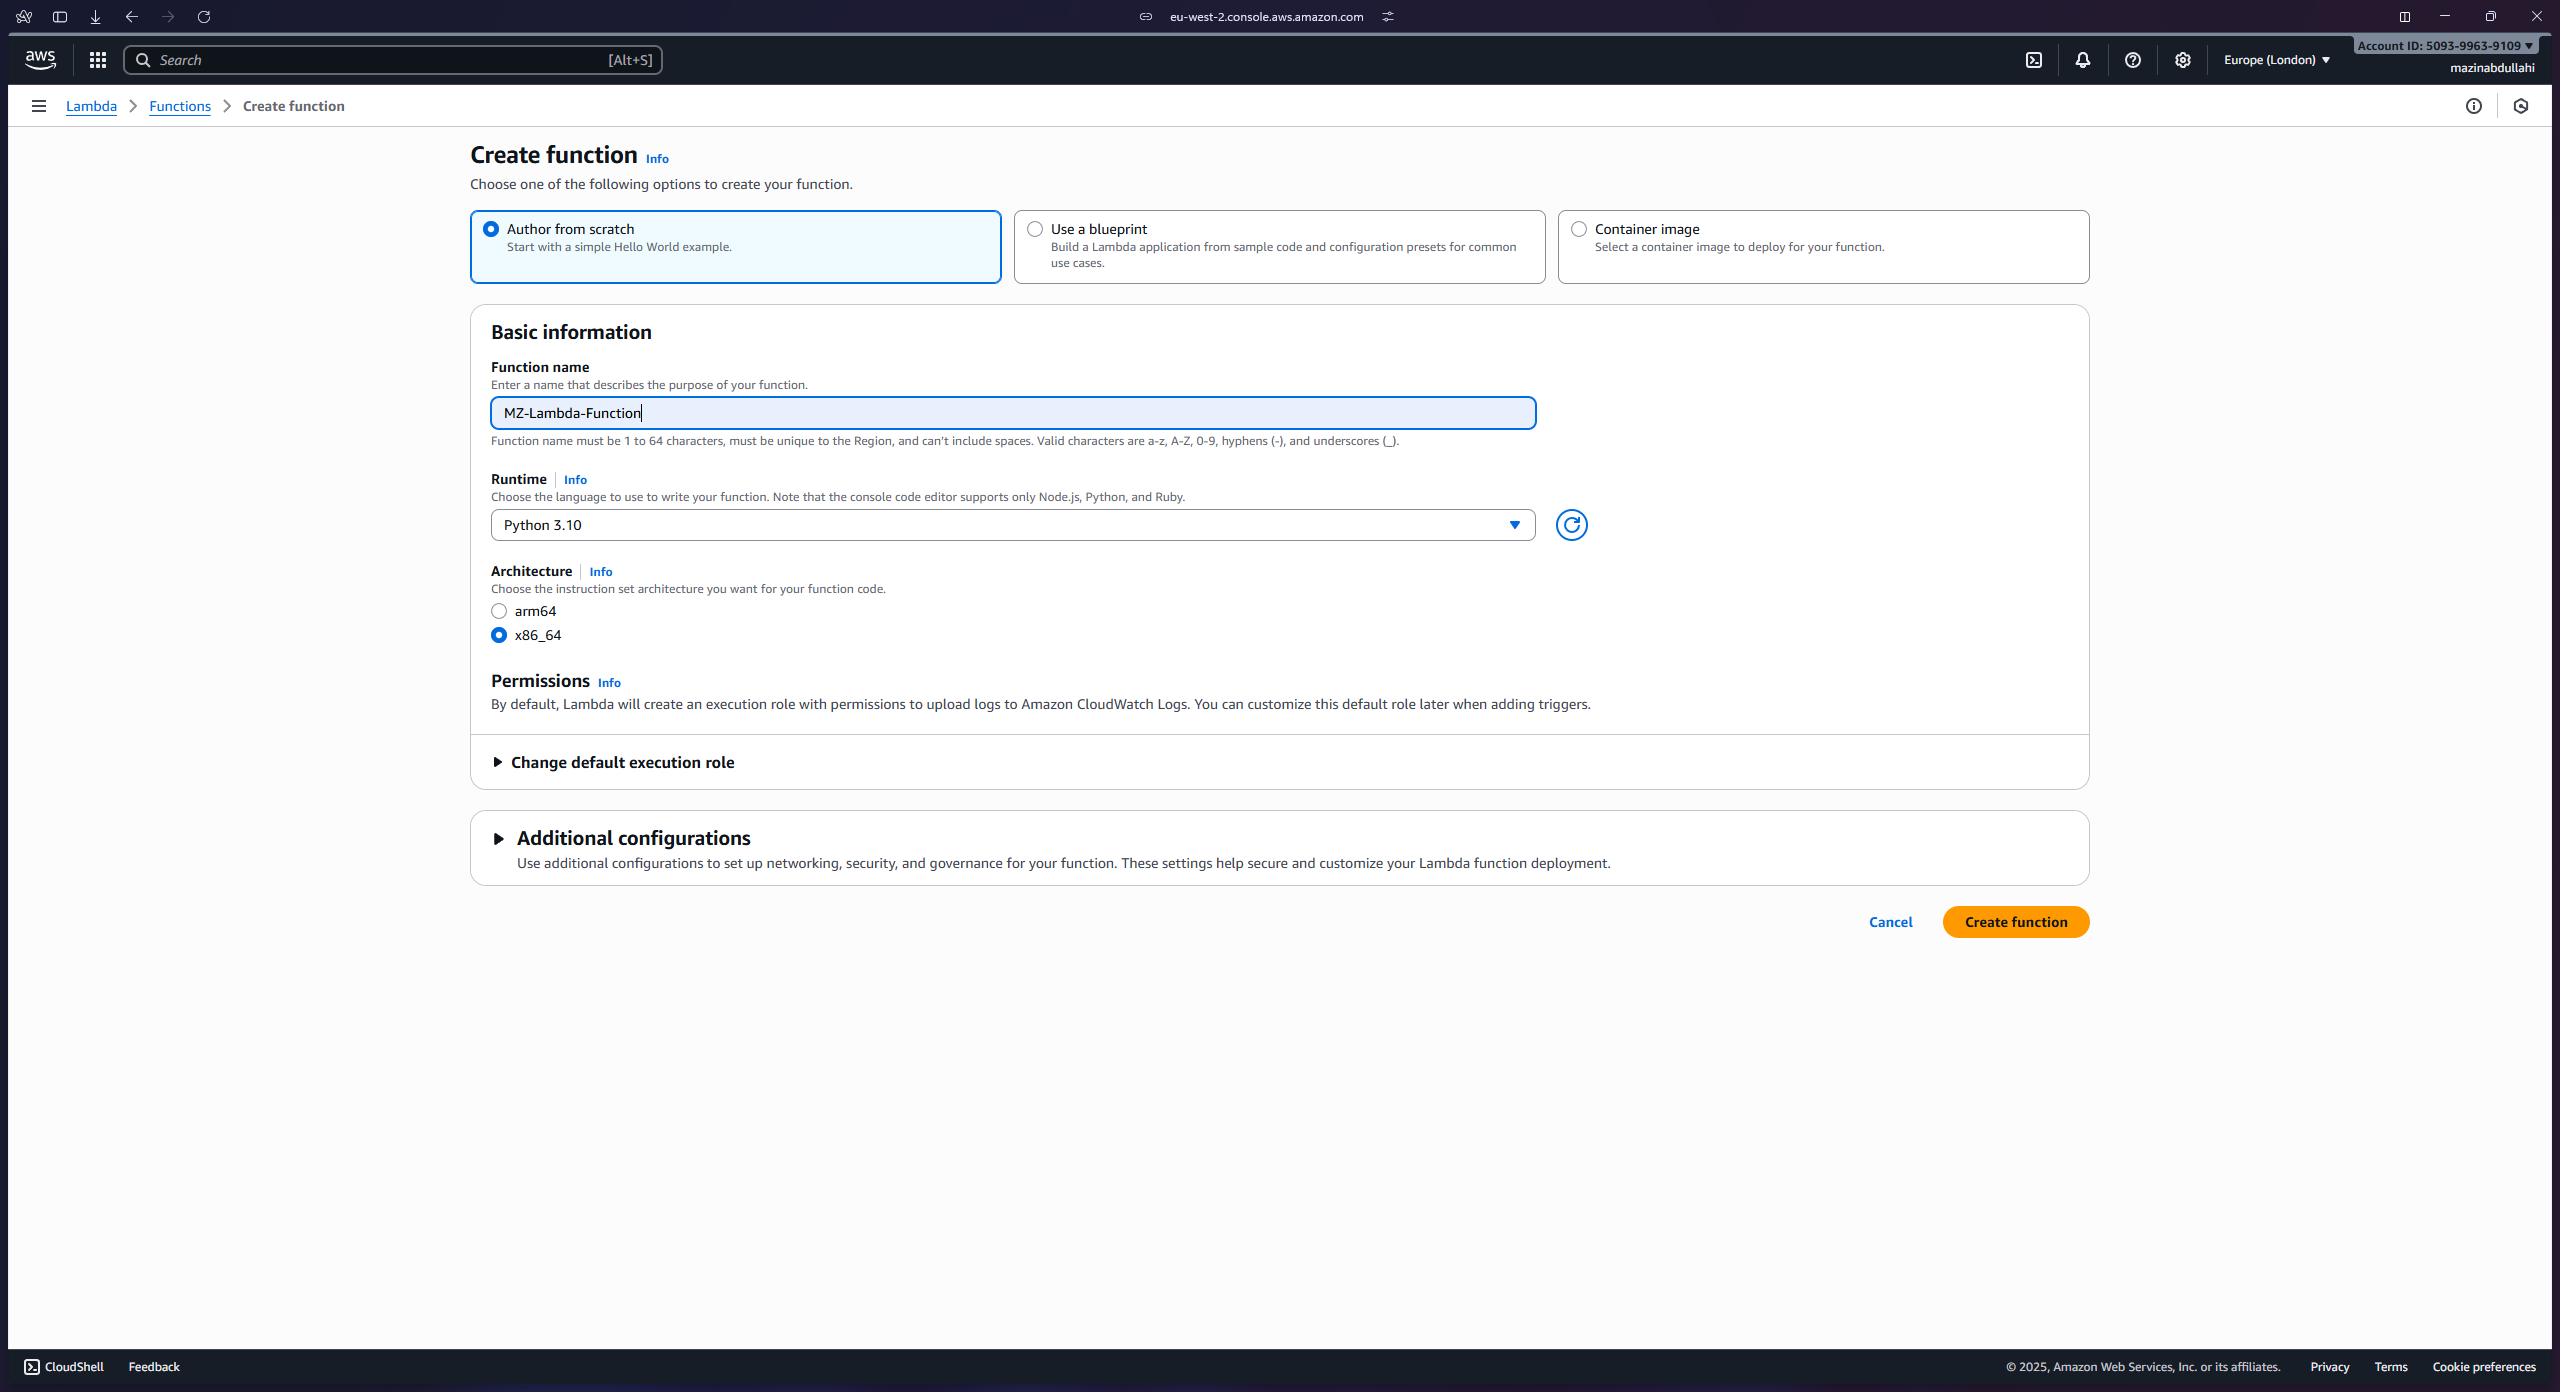 eu-west-2.console.aws.amazon.com
aws
Search [Alt+S]
Europe (London)
Account ID: 5093-9963-9109
mazinabdullahi
Lambda > Functions > Create function
Create function Info
Choose one of the following options to create your function.
Author from scratch
Start with a simple Hello World example.
Use a blueprint
Build a Lambda application from sample code and configuration presets for common
use cases.
Container image
Select a container image to deploy for your function.
Basic information
Function name
Enter a name that describes the purpose of your function.
MZ-Lambda-Function
Function name must be 1 to 64 characters, must be unique to the Region, and can't include spaces. Valid characters are a-z, A-Z, 0-9, hyphens (-), and underscores (_).
Runtime Info
Choose the language to use to write your function. Note that the console code editor supports only Node.js, Python, and Ruby.
Python 3.10
Architecture Info
Choose the instruction set architecture you want for your function code.
arm64
x86_64
Permissions Info
By default, Lambda will create an execution role with permissions to upload logs to Amazon CloudWatch Logs. You can customize this default role later when adding triggers.
Change default execution role
Additional configurations
Use additional configurations to set up networking, security, and governance for your function. These settings help secure and customize your Lambda function deployment.
Cancel Create function
CloudShell Feedback © 2025, Amazon Web Services, Inc. or its affiliates. Privacy Terms Cookie preferences